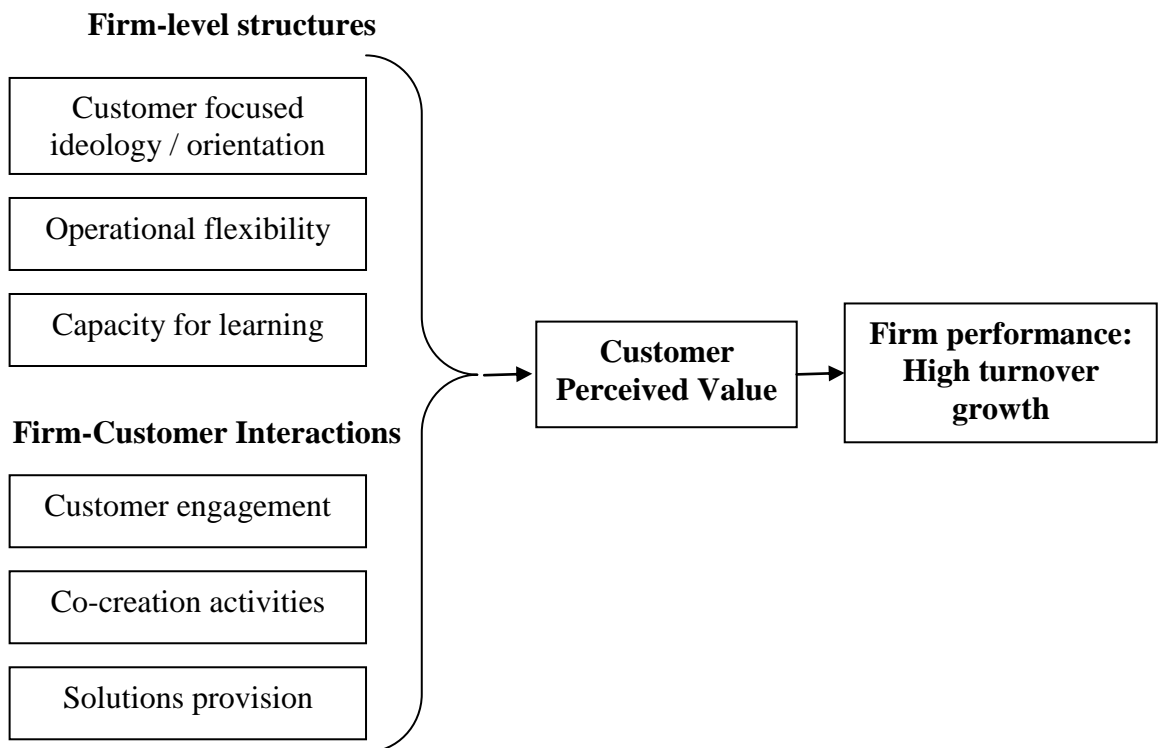 Firm-level structures
Customer focused
ideology / orientation
Operational flexibility
Capacity for learning
Firm-Customer Interactions
Customer engagement
Co-creation activities
Solutions provision
Customer
Perceived Value
Firm performance:
High turnover
growth